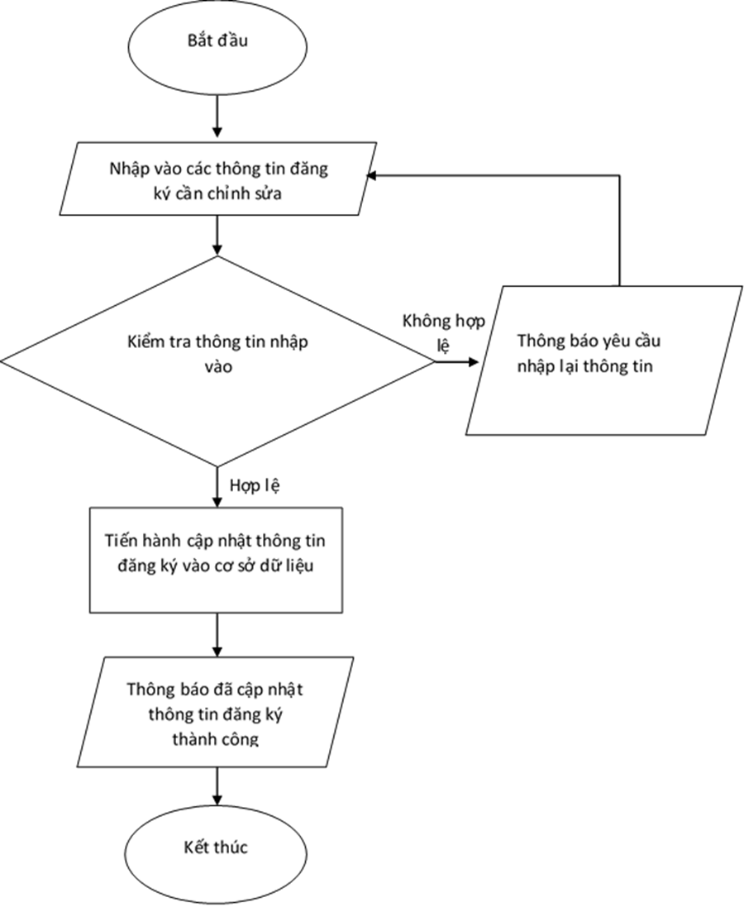 Bắt đầu
Nhập vào các thông tin đăng
ký cần chỉnh sửa
Kiểm tra thông tin nhập
vào
Không hợp
lệ
Thông báo yêu cầu
nhập lại thông tin
Hợp lệ
Tiến hành cập nhật thông tin
đăng ký vào cơ sở dữ liệu
Thông báo đã cập nhật
thông tin đăng ký
thành công
Kết thúc